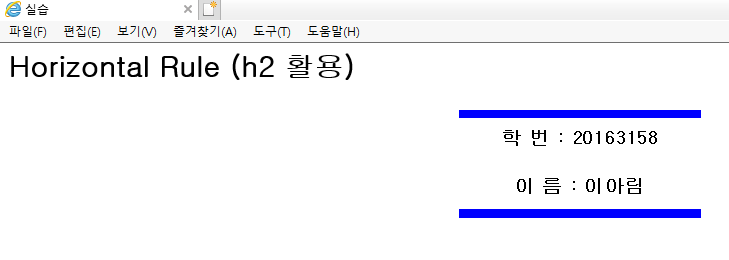 실습
파일(F) 편집(E) 보기(V) 즐겨찾기(A) 도구(T) 도움말(H)
Horizontal Rule (h2 활용)
학 번 : 20163158
이 름 : 이아림